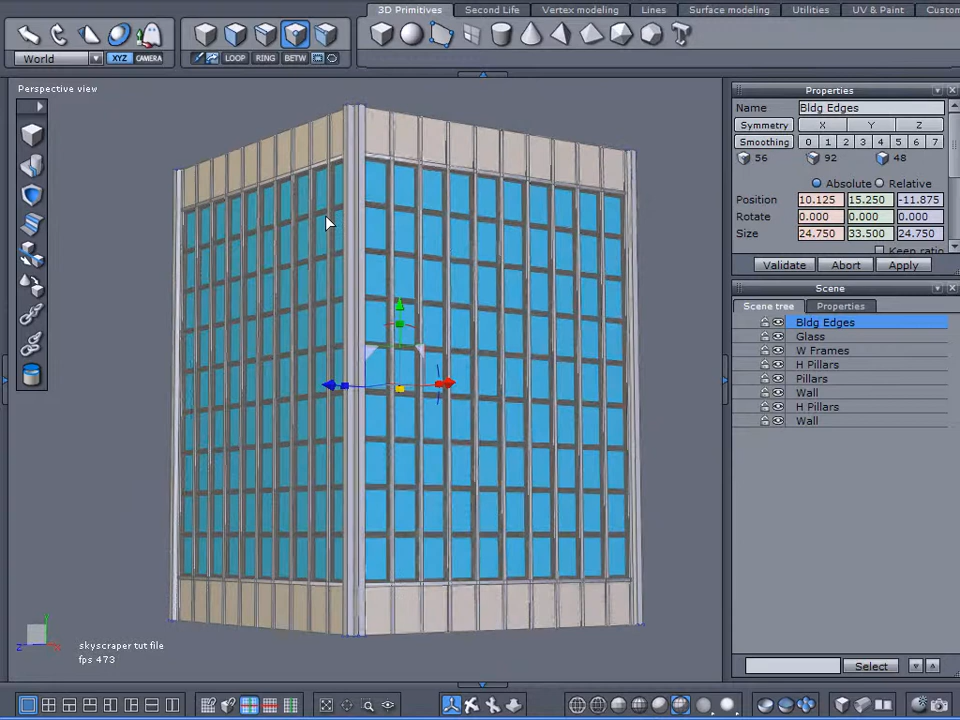 3D Primitives Second Life Vertex modeling Lines Surface modeling Utilities UV & Paint Custom
World XYZ CAMERA LOOP RING BETW
Perspective view
Properties
Name Bldg Edges
Symmetry X Y Z
Smoothing 0 1 2 3 4 5 6 7
56 92 48
Absolute Relative
Position 10.125 15.250 -11.875
Rotate 0.000 0.000 0.000
Size 24.750 33.500 24.750
Keep ratio
Validate Abort Apply
Scene
Scene tree Properties
Bldg Edges
Glass
W Frames
H Pillars
Pillars
Wall
H Pillars
Wall
Y
Z X
skyscraper tut file
fps 473
Select